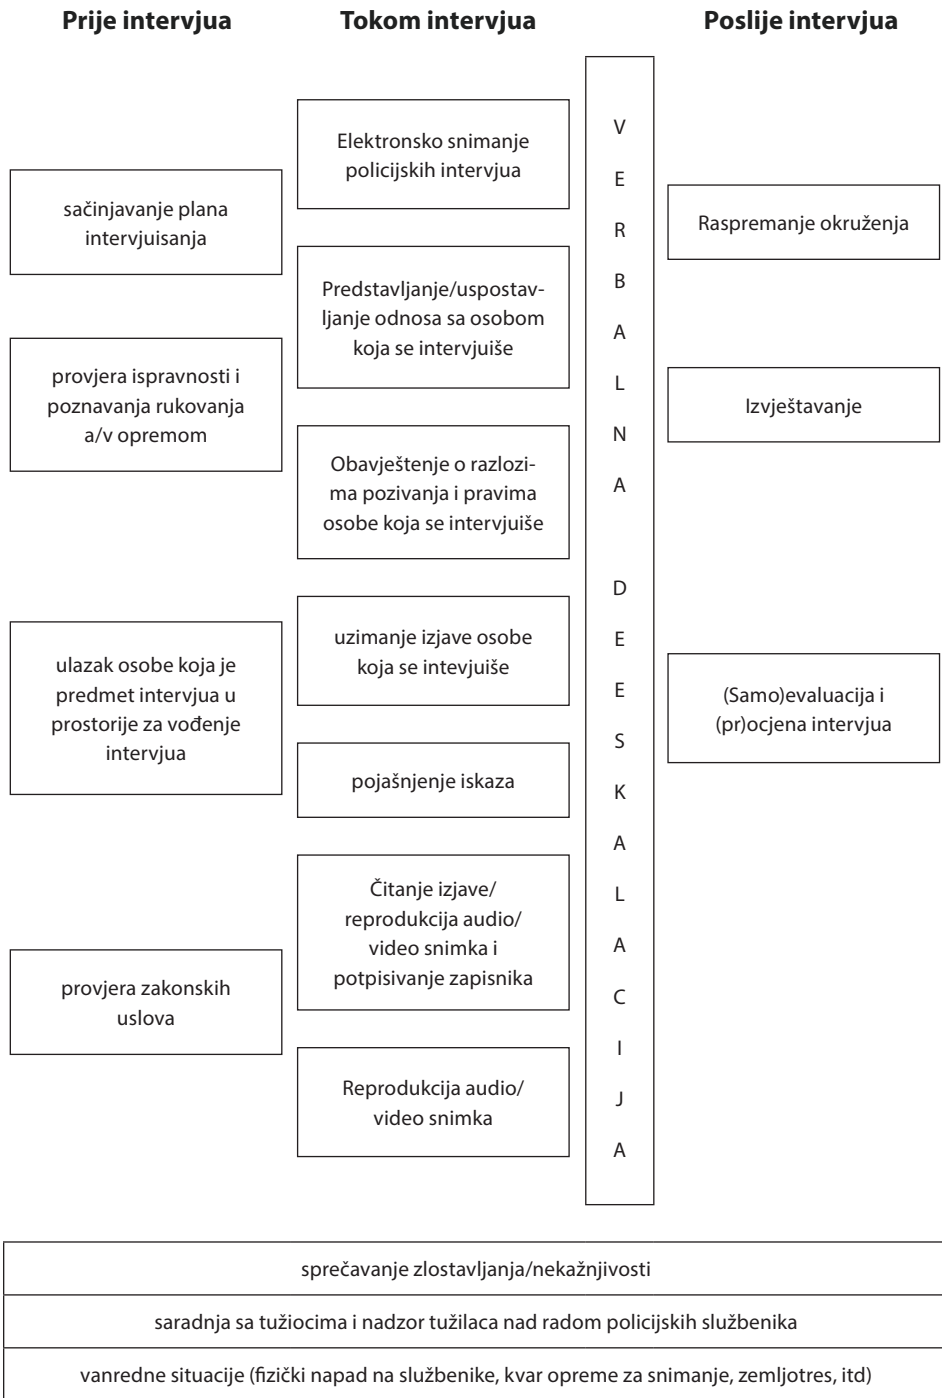 Prije intervjua
sačinjavanje plana
intervjuisanja
provjera ispravnosti i
poznavanja rukovanja
a/v opremom
ulazak osobe koja je
predmet intervjua u
prostorije za vođenje
intervjua
provjera zakonskih
uslova
Tokom intervjua
Elektronsko snimanje
policijskih intervjua
Predstavljanje/uspostav-
ljanje odnosa sa osobom
koja se intervjuiše
Obavještenje o razlozi-
ma pozivanja i pravima
osobe koja se intervjuiše
uzimanje izjave osobe
koja se intevjuiše
pojašnjenje iskaza
Čitanje izjave/
reprodukcija audio/
video snimka i
potpisivanje zapisnika
Reprodukcija audio/
video snimka
VERBALNA DEESKALACIJA
Poslije intervjua
Raspremanje okruženja
Izvještavanje
(Samo)evaluacija i
(pr)ocjena intervjua
sprečavanje zlostavljanja/nekažnjivosti
saradnja sa tužiocima i nadzor tužilaca nad radom policijskih službenika
vanredne situacije (fizički napad na službenike, kvar opreme za snimanje, zemljotres, itd)